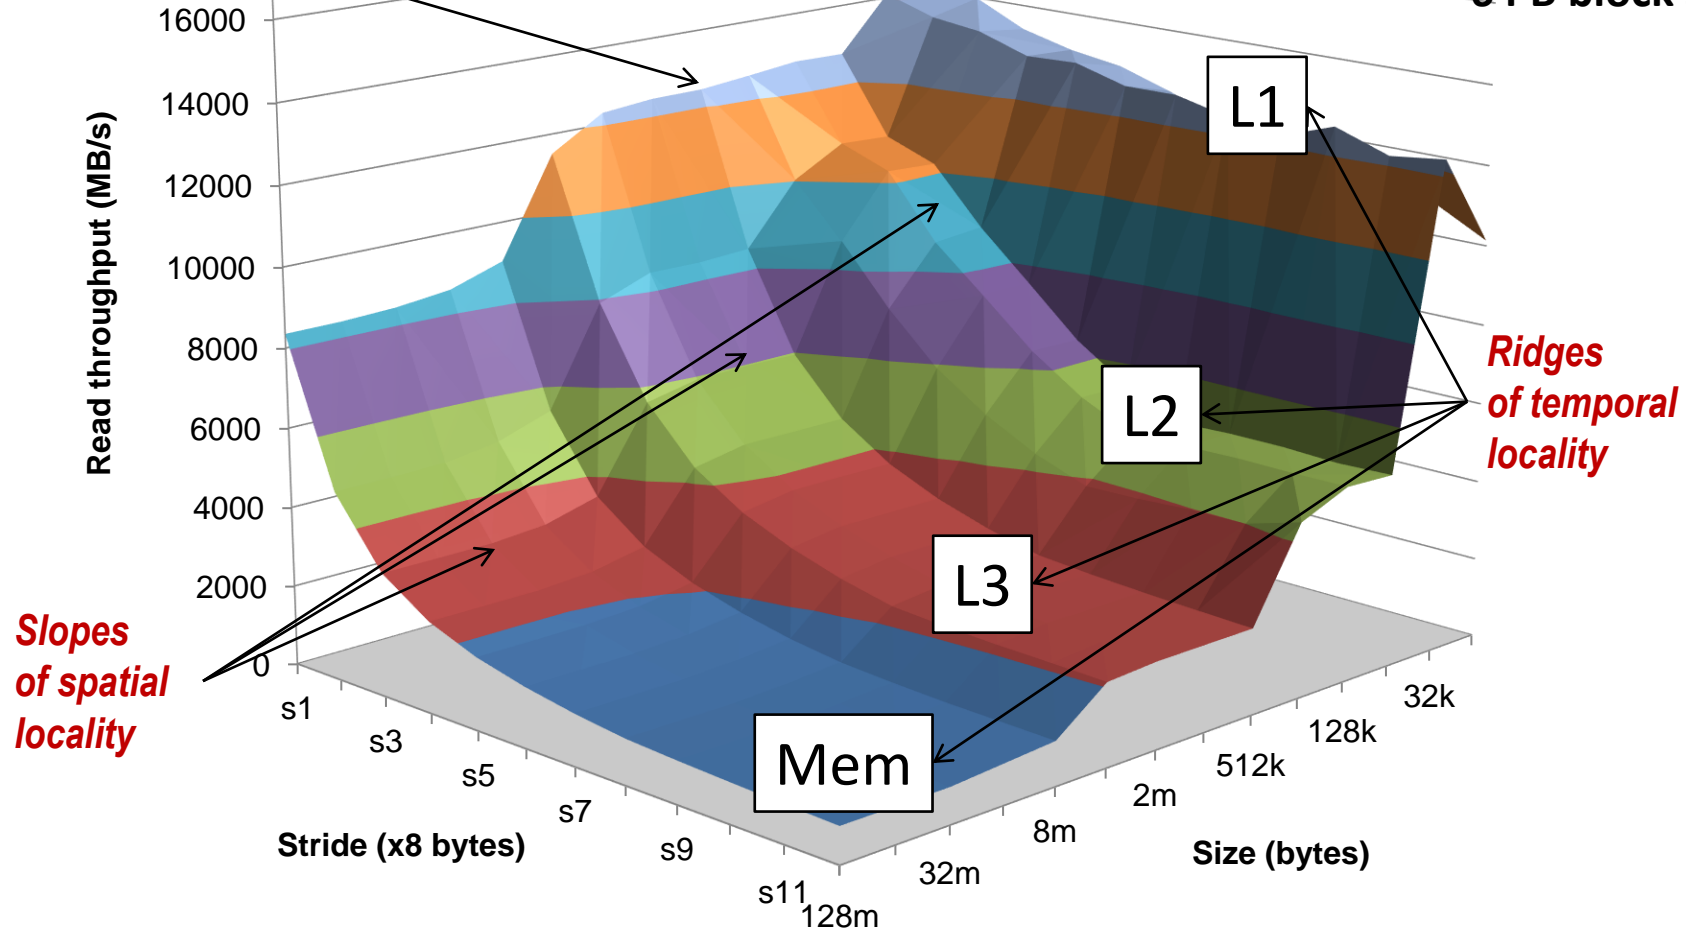 16000
14000
12000
10000
8000
6000
4000
2000
0
Read throughput (MB/s)
block
L1
L2
L3
Mem
Ridges
of temporal
locality
Slopes
of spatial
locality
s1
s3
s5
s7
s9
s11
Stride (x8 bytes)
128m
32m
8m
2m
512k
128k
32k
Size (bytes)